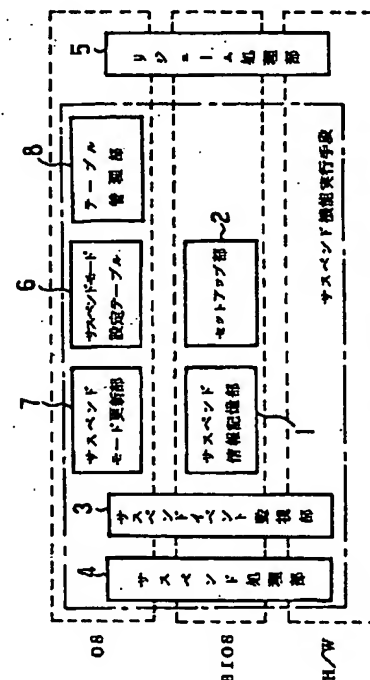 OS
4
サスペンド処理部
3
サスペンドイベント監視部
7
サスペンド
モード更新部
6
サスペンドモード
設定テーブル
8
テーブル
管理部
5
リジューム処理部
BIOS
サスペンド
情報記憶部
1
セットアップ部
2
H/W
サスペンド機能実行手段